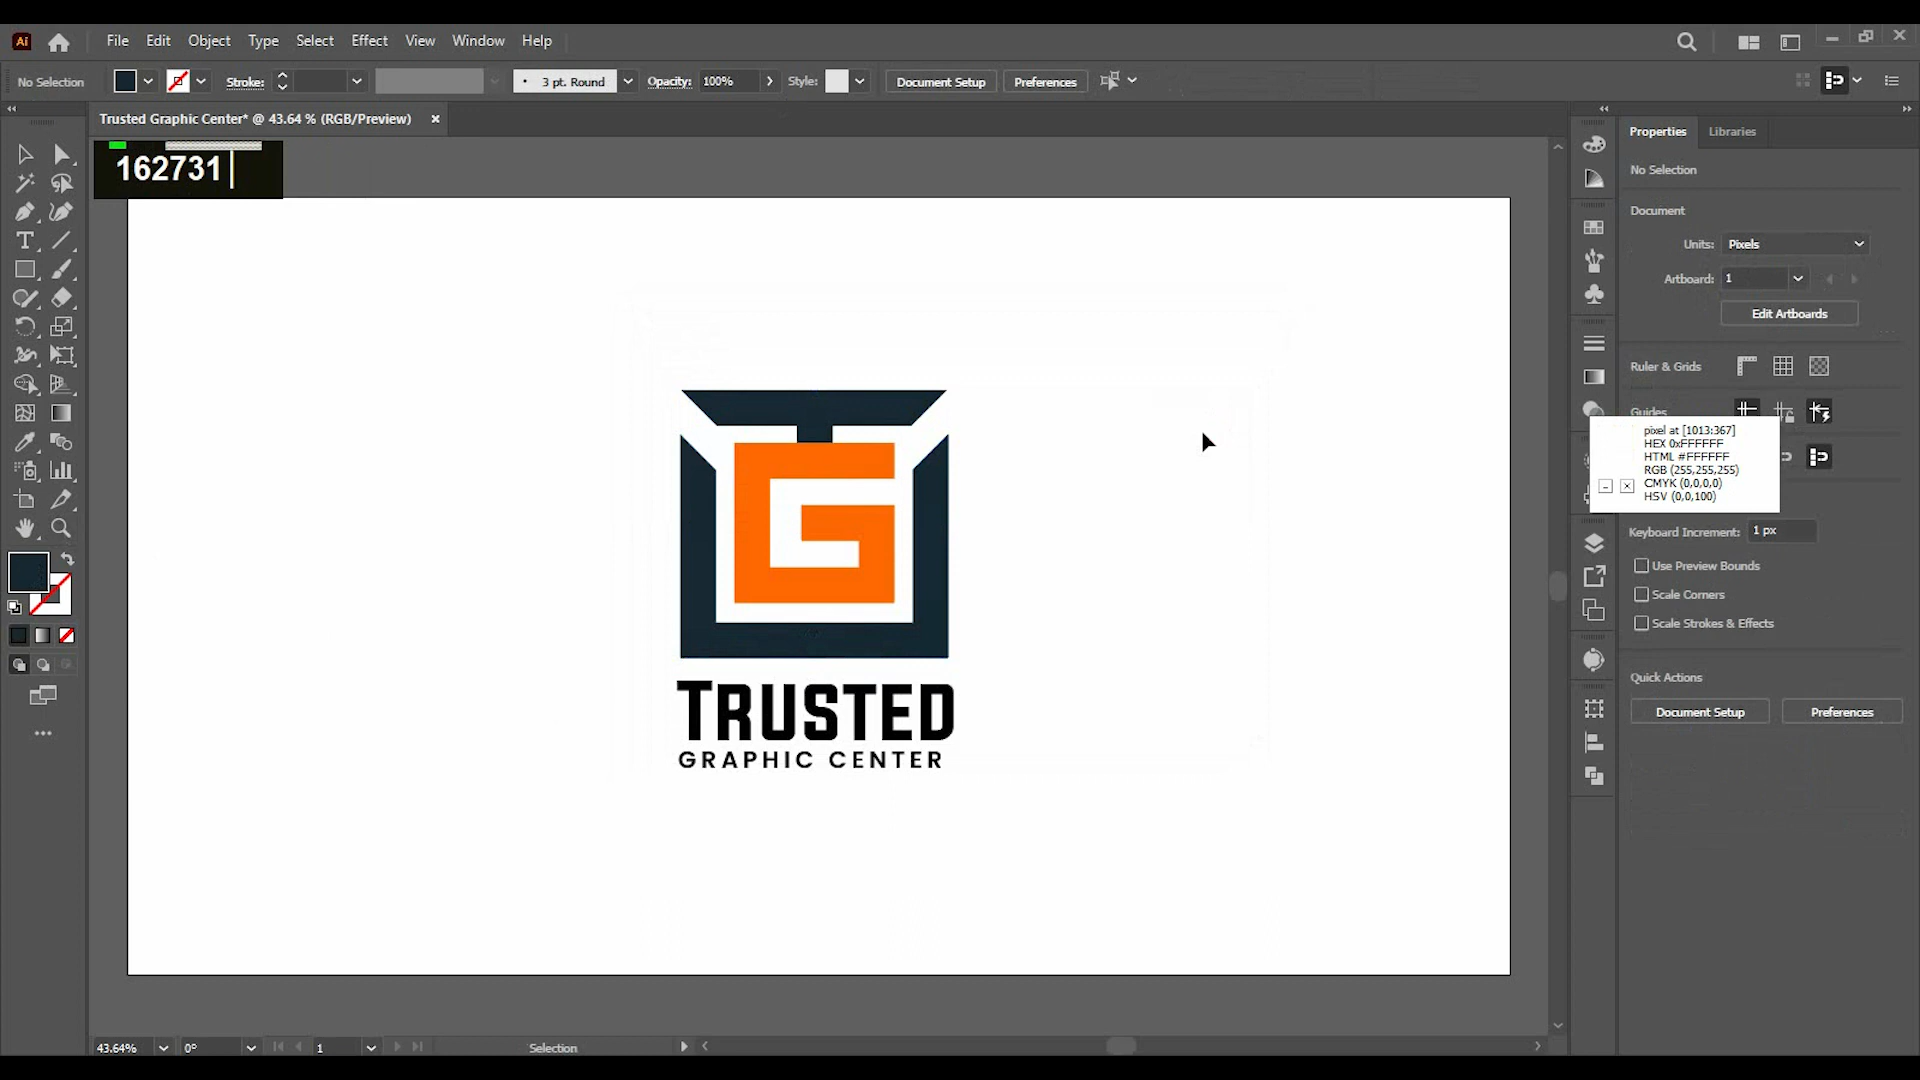 Ai File Edit Object Type Select Effect View Window Help
No Selection Stroke: 3 pt. Round Opacity: 100% Style: Document Setup Preferences
Trusted Graphic Center* @ 43.64 % (RGB/Preview) ×
162731
TRUSTED
GRAPHIC CENTER
Properties Libraries
No Selection
Document
Units: Pixels
Artboard: 1
Edit Artboards
Ruler & Grids
Guides
pixel at [1013:367]
HEX 0xFFFFFF
HTML #FFFFFF
RGB (255,255,255)
CMYK (0,0,0,0)
HSV (0,0,100)
Keyboard Increment: 1 px
Use Preview Bounds
Scale Corners
Scale Strokes & Effects
Quick Actions
Document Setup Preferences
43.64% 0° 1 Selection